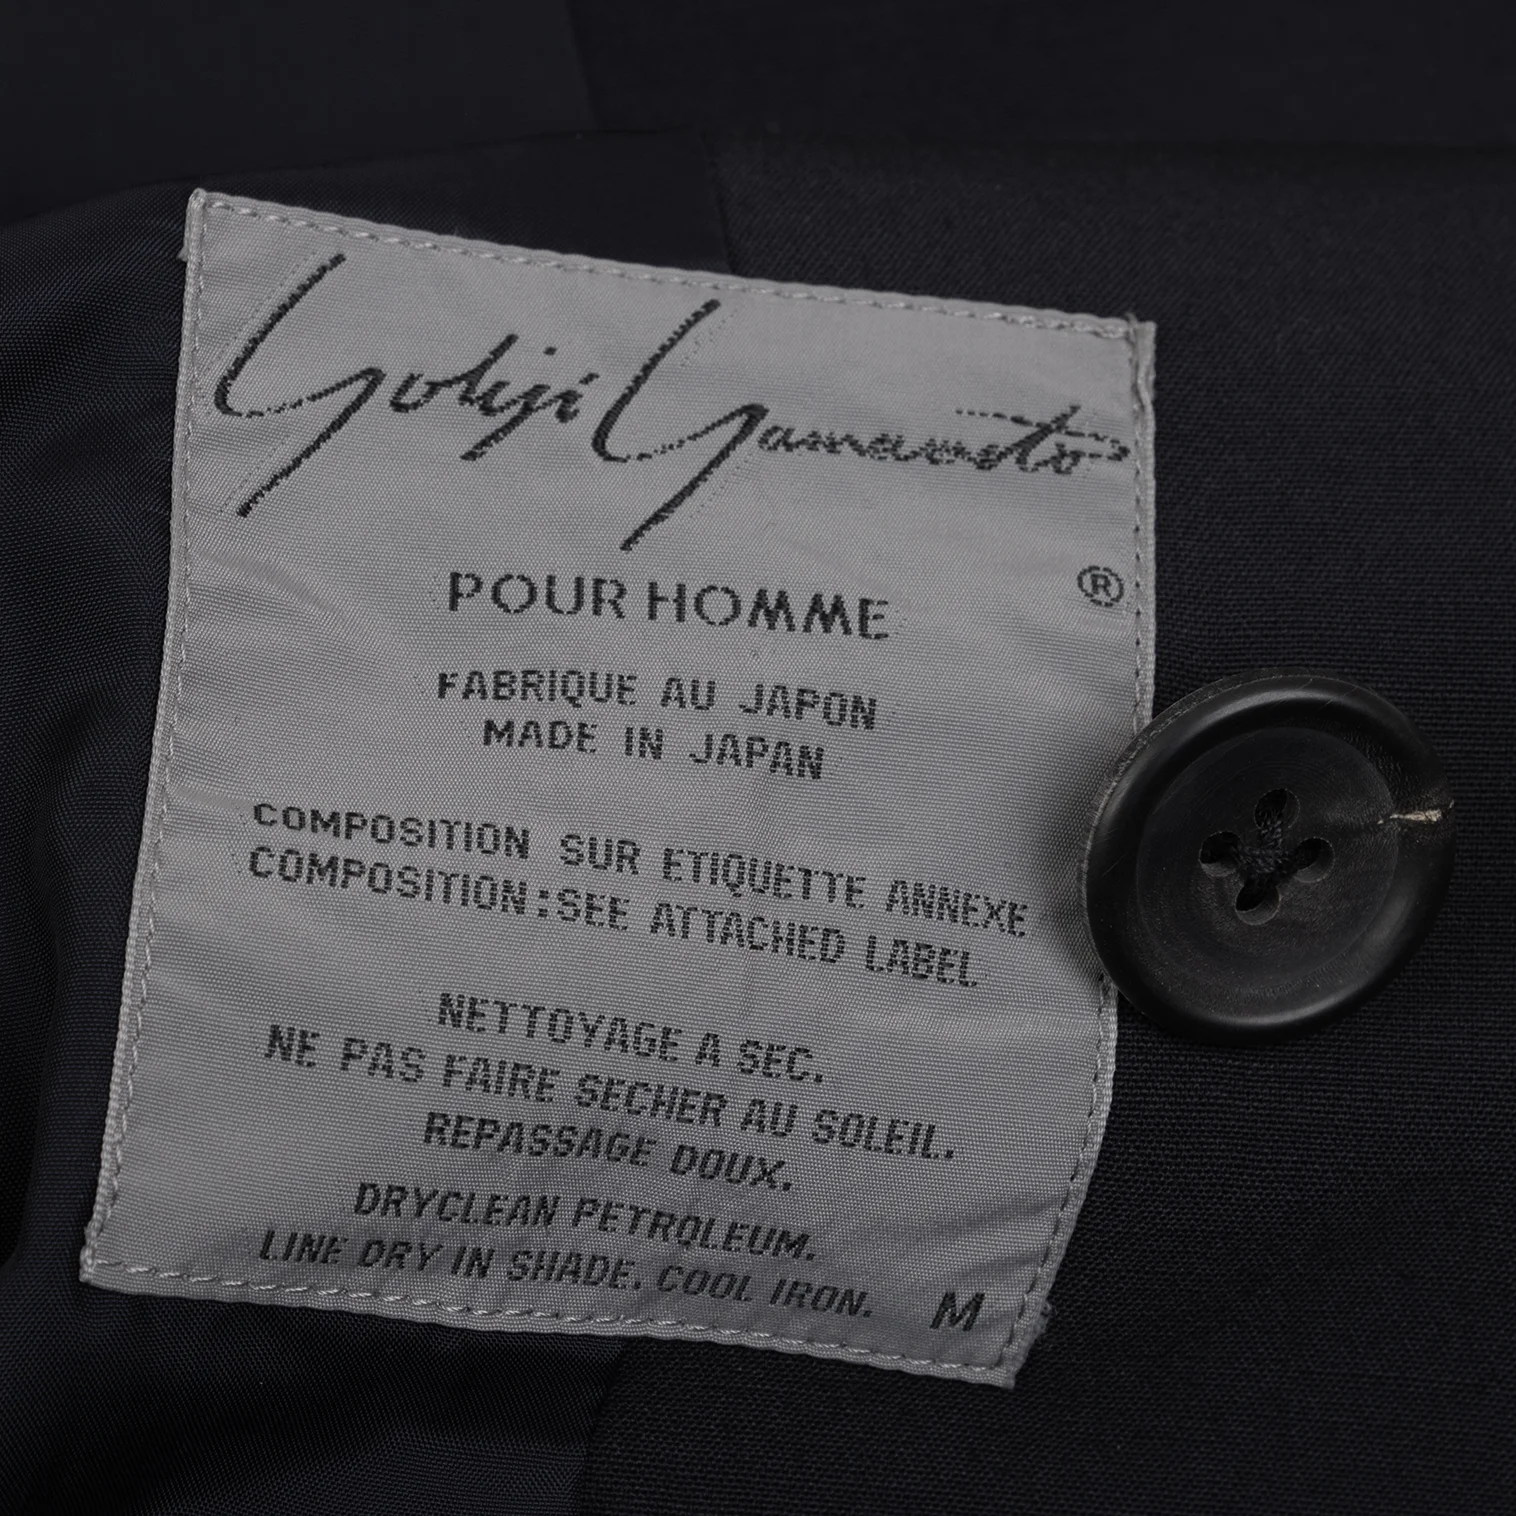 Yohji Yamamoto
®
POUR HOMME
FABRIQUE AU JAPON
MADE IN JAPAN
COMPOSITION SUR ETIQUETTE ANNEXE
COMPOSITION:SEE ATTACHED LABEL
NETTOYAGE A SEC.
NE PAS FAIRE SECHER AU SOLEIL.
REPASSAGE DOUX.
DRYCLEAN PETROLEUM.
LINE DRY IN SHADE. COOL IRON. M